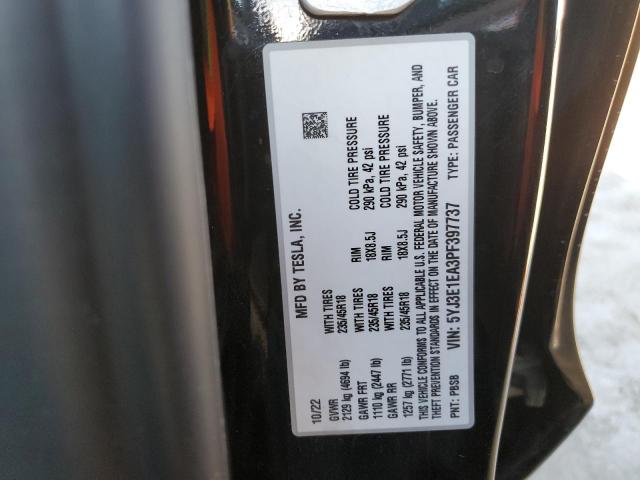 MFD BY TESLA, INC.
10/22
GVWR
2129 kg (4694 lb)
GAWR FRT WITH TIRES RIM COLD TIRE PRESSURE
1110 kg (2447 lb) 235/45R18 18X8.5J 290 kPa, 42 psi
GAWR RR WITH TIRES RIM COLD TIRE PRESSURE
1257 kg (2771 lb) 235/45R18 18X8.5J 290 kPa, 42 psi
THIS VEHICLE CONFORMS TO ALL APPLICABLE U.S. FEDERAL MOTOR VEHICLE SAFETY, BUMPER, AND
THEFT PREVENTION STANDARDS IN EFFECT ON THE DATE OF MANUFACTURE SHOWN ABOVE.
PNT: PBSB VIN: 5YJ3E1EA3PF397737 TYPE: PASSENGER CAR